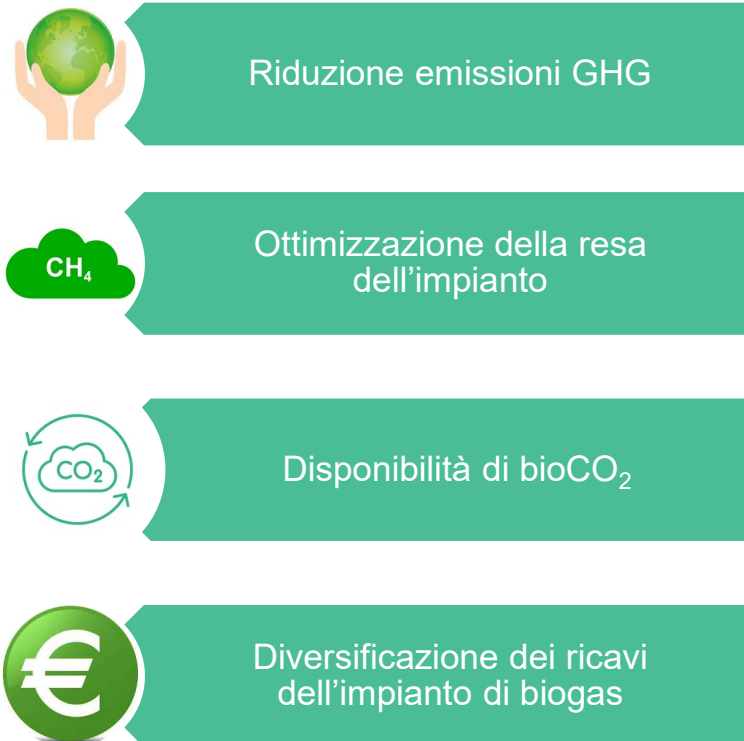 Riduzione emissioni GHG
CH₄
Ottimizzazione della resa
dell'impianto
CO₂
Disponibilità di bioCO₂
€
Diversificazione dei ricavi
dell'impianto di biogas